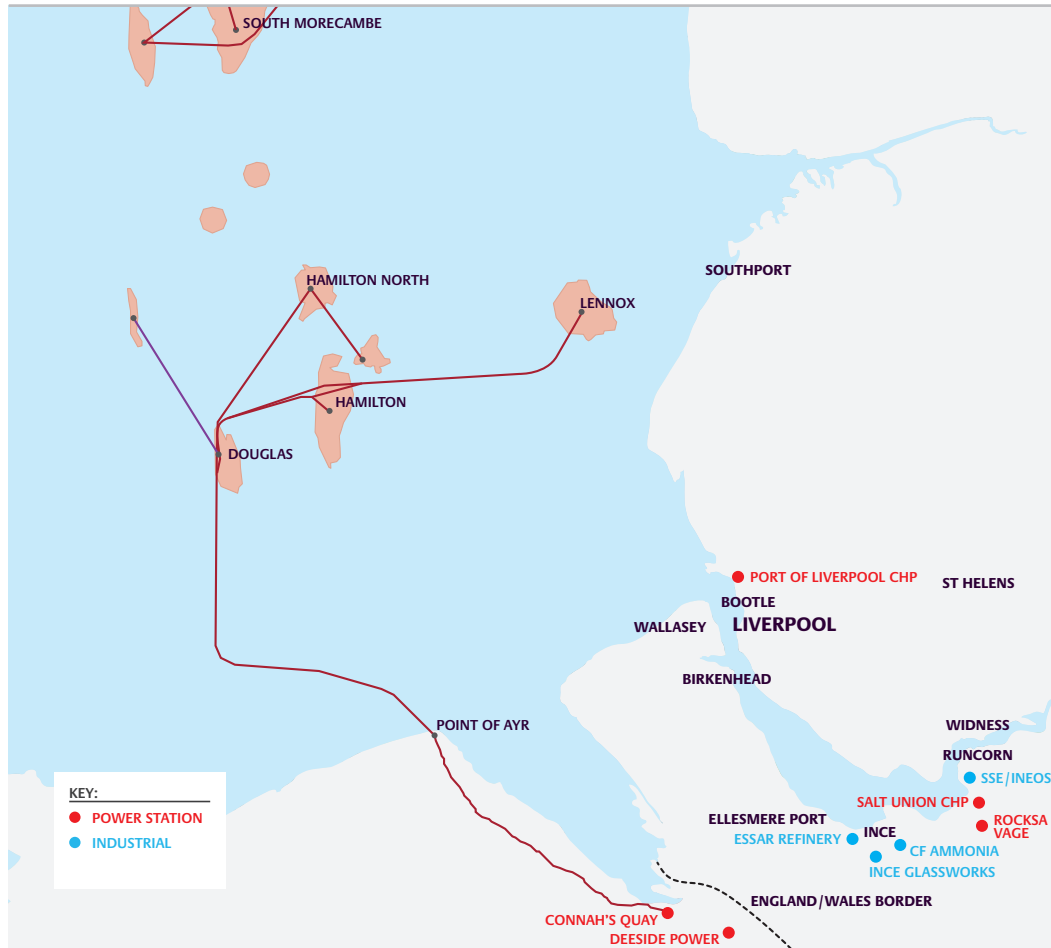 SOUTH MORECAMBE
SOUTHPORT
HAMILTON NORTH
LENNOX
HAMILTON
DOUGLAS
PORT OF LIVERPOOL CHP
ST HELENS
BOOTLE
LIVERPOOL
WALLASEY
BIRKENHEAD
POINT OF AYR
WIDNESS
RUNCORN
SSE/INEOS
KEY:
POWER STATION
INDUSTRIAL
SALT UNION CHP
ROCKSA
VAGE
ELLESMERE PORT
INCE
ESSAR REFINERY
CF AMMONIA
INCE GLASSWORKS
ENGLAND/WALES BORDER
CONNAH'S QUAY
DEESIDE POWER